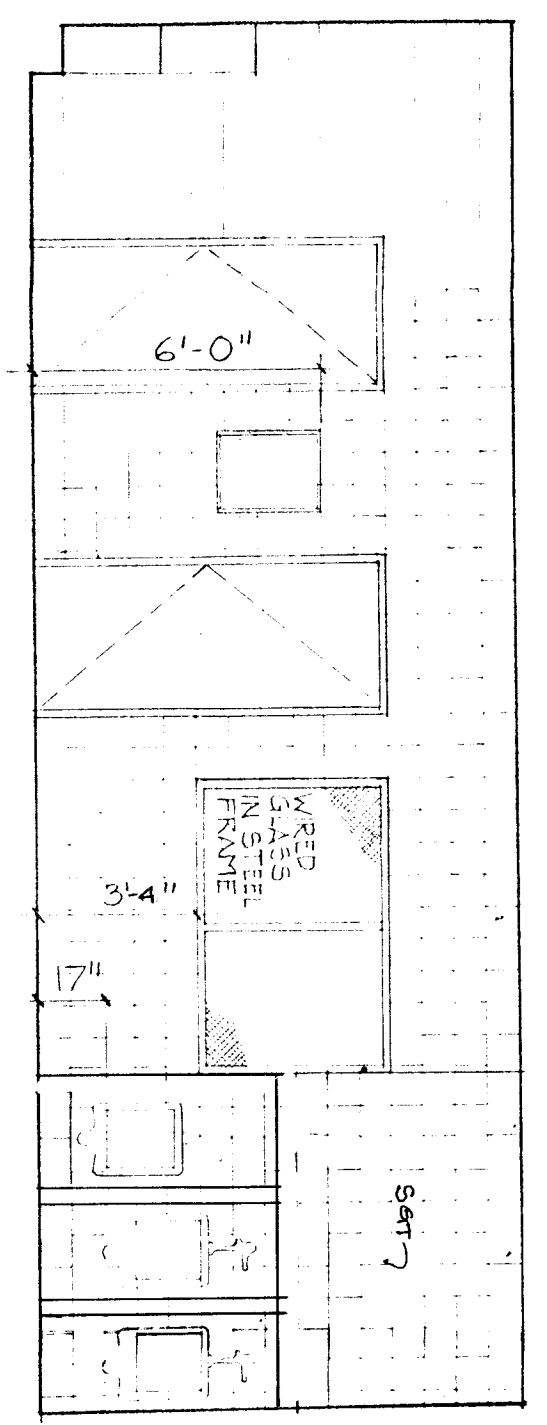 6'-0"
WIRED
GLASS
IN STEEL
FRAME
3'-4"
17"
SGT